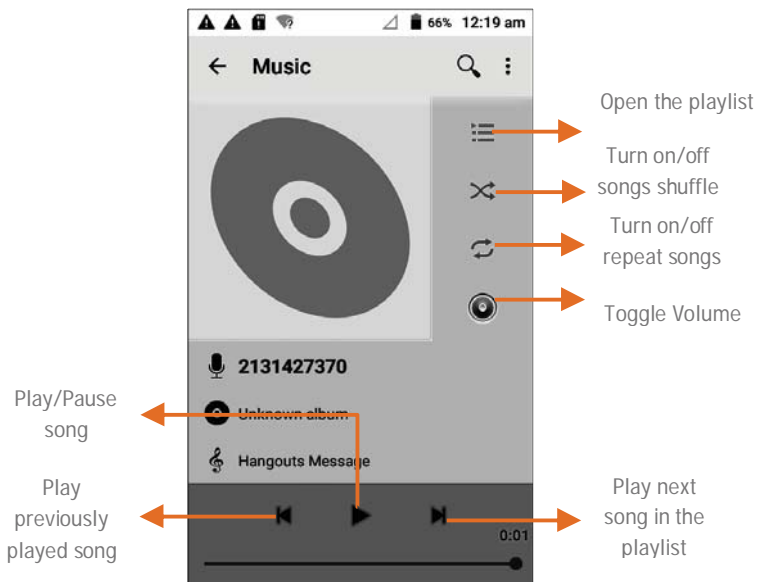 66% 12:19 am
Music
Open the playlist
Turn on/off
songs shuffle
Turn on/off
repeat songs
Toggle Volume
2131427370
Play/Pause
song
Unknown album
Hangouts Message
Play
previously
played song
Play next
song in the
playlist
0:01